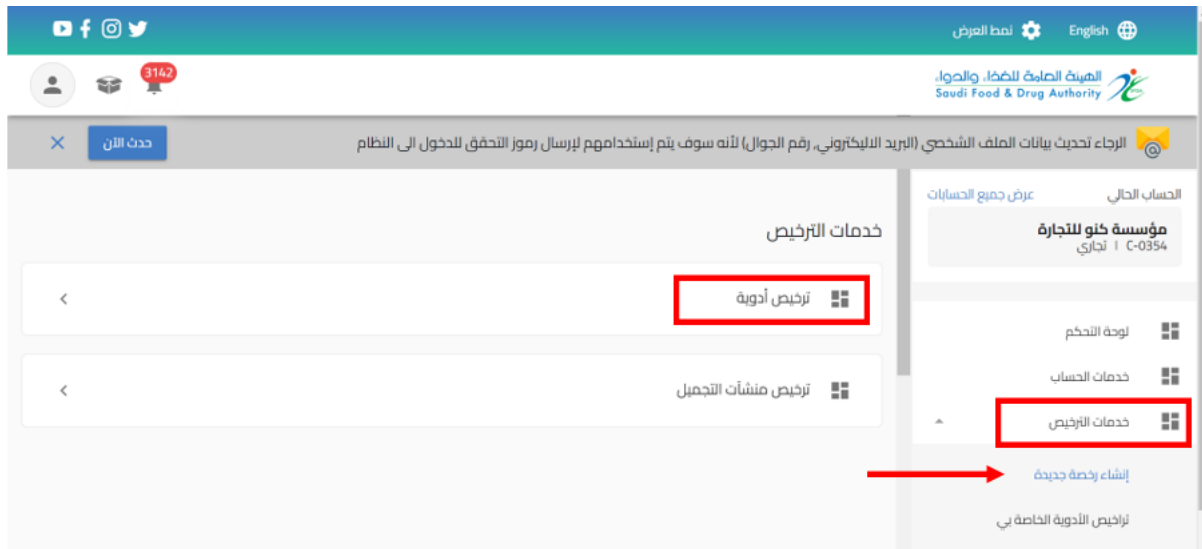 English
نمط العرض
الهيئة العامة للغذاء والدواء
Saudi Food & Drug Authority
3142
الرجاء تحديث بيانات الملف الشخصي (البريد الاليكتروني, رقم الجوال) لأنه سوف يتم إستخدامهم لإرسال رموز التحقق للدخول الى النظام
حدث الآن
الحساب الحالي
عرض جميع الحسابات
مؤسسة كنو للتجارة
C-0354 | تجاري
لوحة التحكم
خدمات الحساب
خدمات الترخيص
إنشاء رخصة جديدة
تراخيص الأدوية الخاصة بي
خدمات الترخيص
ترخيص أدوية
ترخيص منشآت التجميل